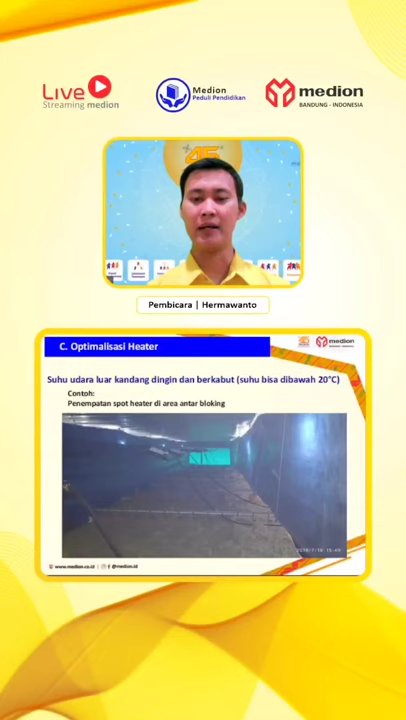 Live
Streaming medion
Medion
Peduli Pendidikan
medion
BANDUNG - INDONESIA
45
Pembicara | Hermawanto
C. Optimalisasi Heater
medion
Suhu udara luar kandang dingin dan berkabut (suhu bisa dibawah 20°C)
Contoh:
Penempatan spot heater di area antar bloking
www.medion.co.id | @medion.id